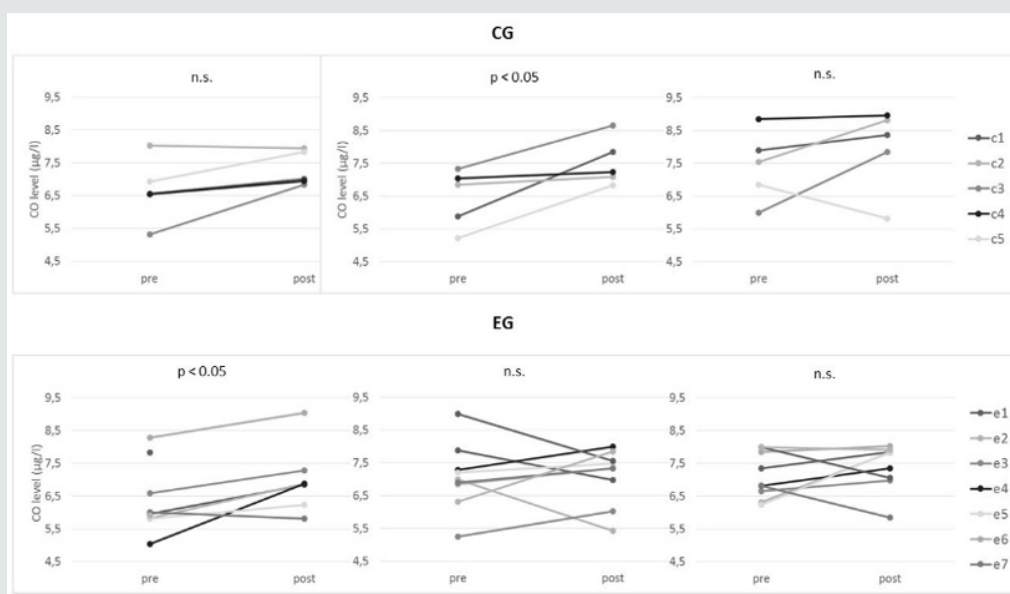 CG
n.s.
p < 0.05
n.s.
CO level (µg/l)
9,5
8,5
7,5
6,5
5,5
4,5
pre
post
CO level (µg/l)
9,5
8,5
7,5
6,5
5,5
4,5
pre
post
9,5
8,5
7,5
6,5
5,5
4,5
pre
post
c1
c2
c3
c4
c5
EG
p < 0.05
n.s.
n.s.
CO level (µg/l)
9,5
8,5
7,5
6,5
5,5
4,5
pre
post
9,5
8,5
7,5
6,5
5,5
4,5
pre
post
9,5
8,5
7,5
6,5
5,5
4,5
pre
post
e1
e2
e3
e4
e5
e6
e7